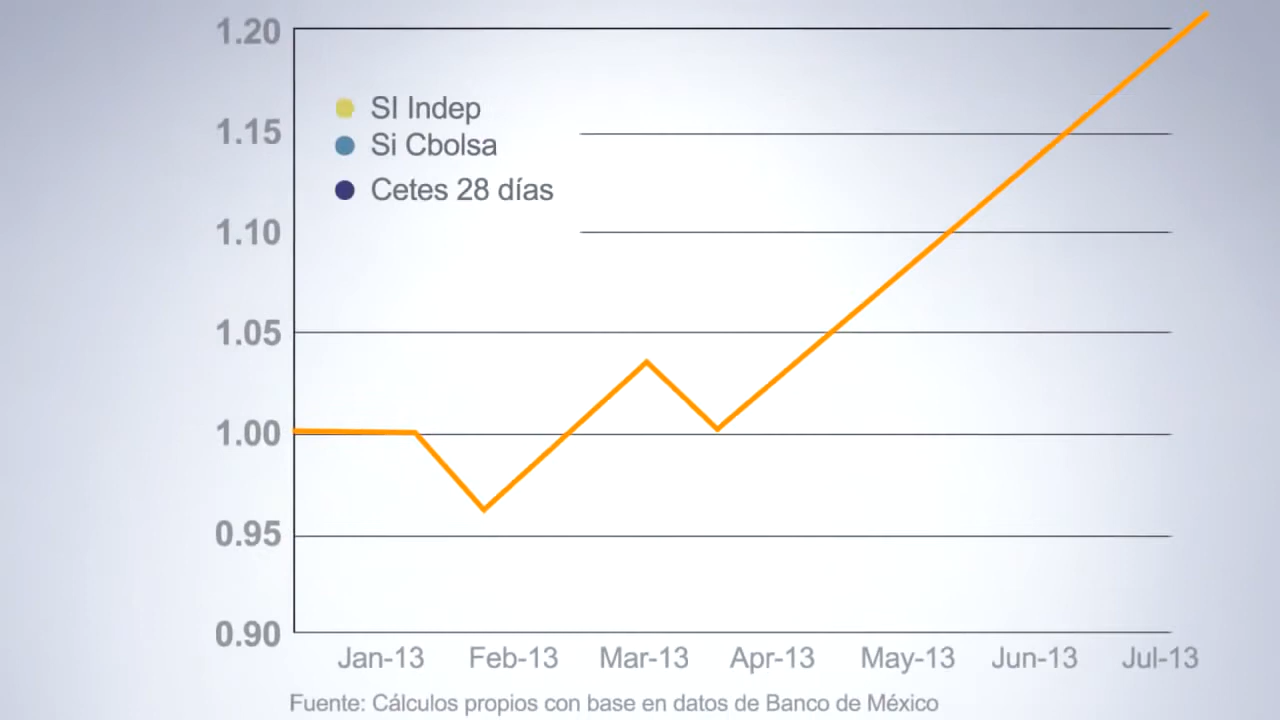 1.20
SI Indep
1.15
Si Cbolsa
Cetes 28 días
1.10
1.05
1.00
0.95
0.90
Jan-13 Feb-13 Mar-13 Apr-13 May-13 Jun-13 Jul-13
Fuente: Cálculos propios con base en datos de Banco de México